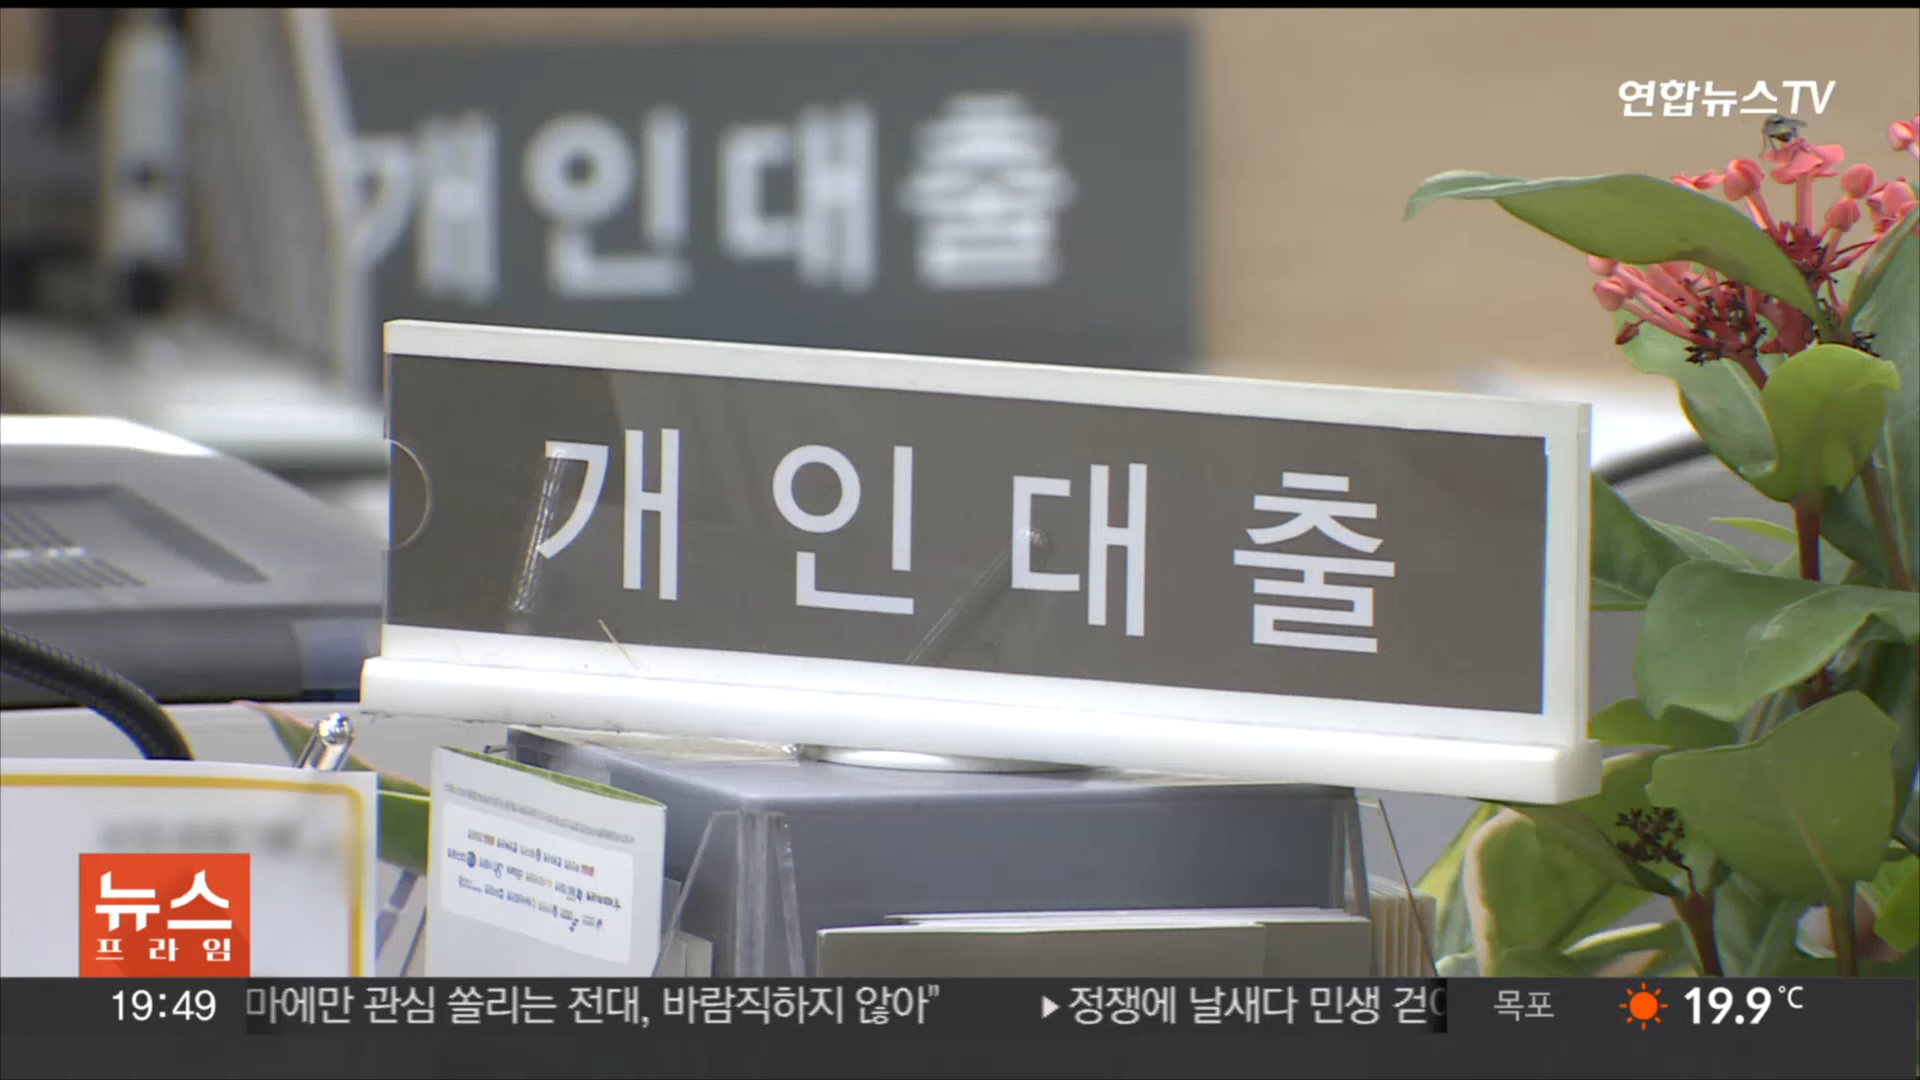 연합뉴스TV
개인대출
개인대출
뉴스
프라임
19:49 마에만 관심 쏠리는 전대, 바람직하지 않아" ▶정쟁에 날새다 민생 걷 목포 19.9℃